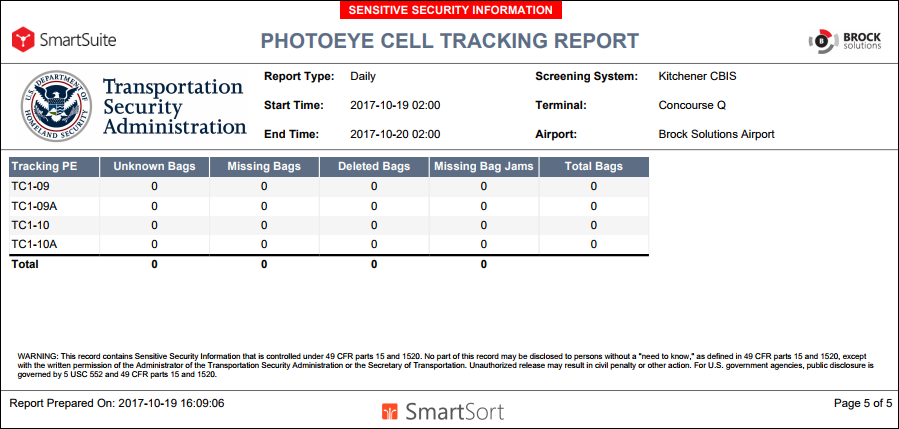 SENSITIVE SECURITY INFORMATION
SmartSuite
PHOTOEYE CELL TRACKING REPORT
B BROCK
solutions
U.S. DEPARTMENT OF
HOMELAND SECURITY
Transportation
Security
Administration
Report Type: Daily Screening System: Kitchener CBIS
Start Time: 2017-10-19 02:00 Terminal: Concourse Q
End Time: 2017-10-20 02:00 Airport: Brock Solutions Airport
Tracking PE Unknown Bags Missing Bags Deleted Bags Missing Bag Jams Total Bags
TC1-09 0 0 0 0 0
TC1-09A 0 0 0 0 0
TC1-10 0 0 0 0 0
TC1-10A 0 0 0 0 0
Total 0 0 0 0
WARNING: This record contains Sensitive Security Information that is controlled under 49 CFR parts 15 and 1520. No part of this record may be disclosed to persons without a "need to know," as defined in 49 CFR parts 15 and 1520, except
with the written permission of the Administrator of the Transportation Security Administration or the Secretary of Transportation. Unauthorized release may result in civil penalty or other action. For U.S. government agencies, public disclosure is
governed by 5 USC 552 and 49 CFR parts 15 and 1520.
Report Prepared On: 2017-10-19 16:09:06
SmartSort
Page 5 of 5